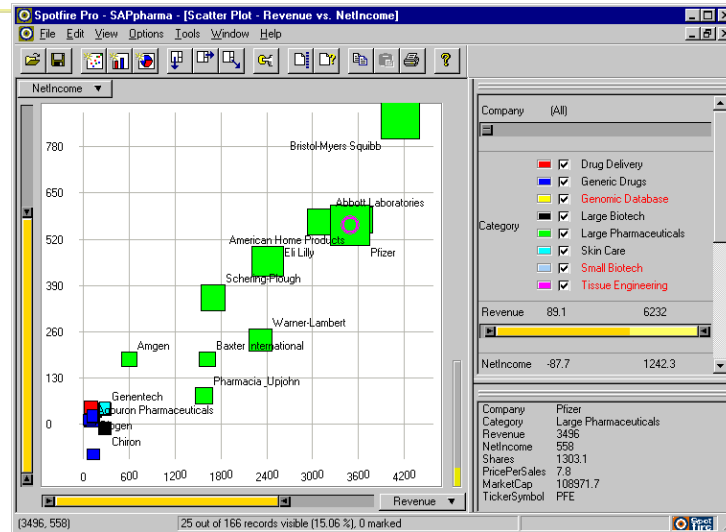 Spotfire Pro - SAPpharma - [Scatter Plot - Revenue vs. NetIncome]
File Edit View Options Tools Window Help
NetIncome
780
650
520
390
260
130
0
Bristol-Myers Squibb
Abbott Laboratories
American Home Products
Eli Lilly
Pfizer
Schering-Plough
Warner-Lambert
Amgen
Baxter International
Pharmacia_Upjohn
Genentech
Agouron Pharmaceuticals
Chiron
0 600 1200 1800 2400 3000 3600 4200
Revenue
Company (All)
Category
Drug Delivery
Generic Drugs
Genomic Database
Large Biotech
Large Pharmaceuticals
Skin Care
Small Biotech
Tissue Engineering
Revenue 89.1 6232
NetIncome -87.7 1242.3
Company Pfizer
Category Large Pharmaceuticals
Revenue 3496
NetIncome 558
Shares 1303.1
PricePerSales 7.8
MarketCap 108971.7
TickerSymbol PFE
(3496, 558)
25 out of 166 records visible (15.06 %), 0 marked
Spotfire